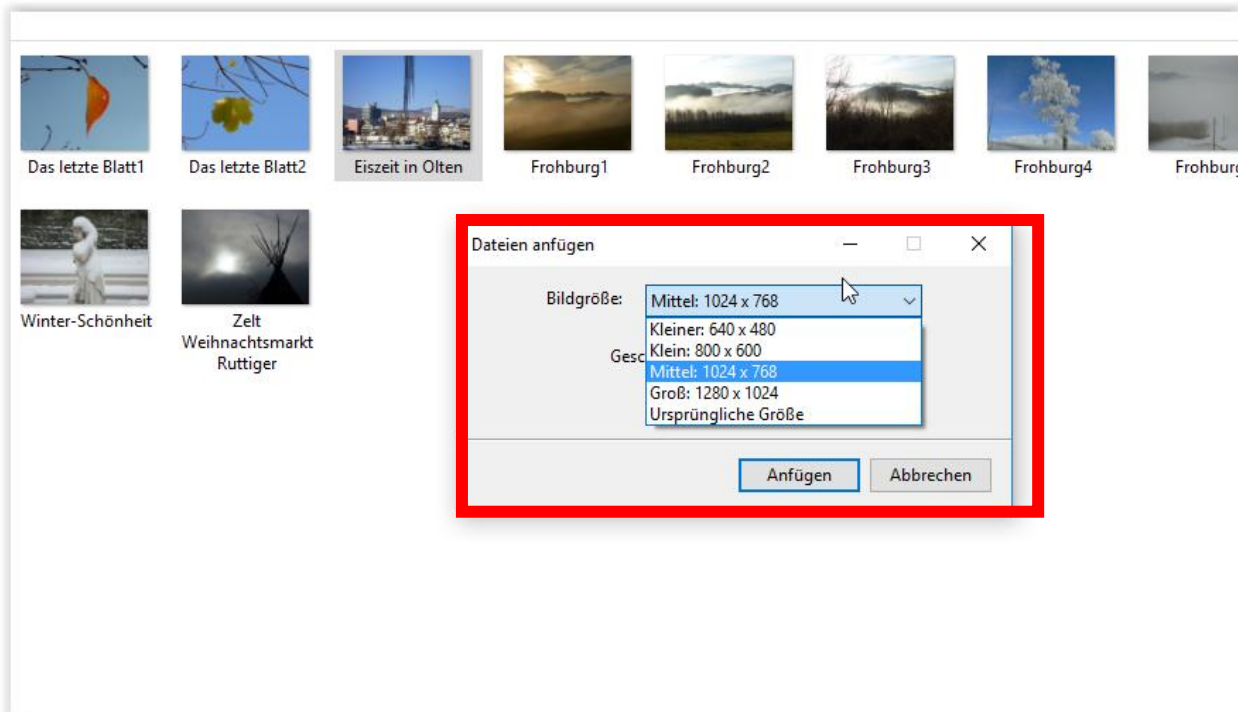 Das letzte Blatt1
Das letzte Blatt2
Eiszeit in Olten
Frohburg1
Frohburg2
Frohburg3
Frohburg4
Winter-Schönheit
Zelt
Weihnachtsmarkt
Ruttiger
Dateien anfügen
Bildgröße:
Mittel: 1024 x 768
Kleiner: 640 x 480
Klein: 800 x 600
Mittel: 1024 x 768
Groß: 1280 x 1024
Ursprüngliche Größe
Anfügen
Abbrechen